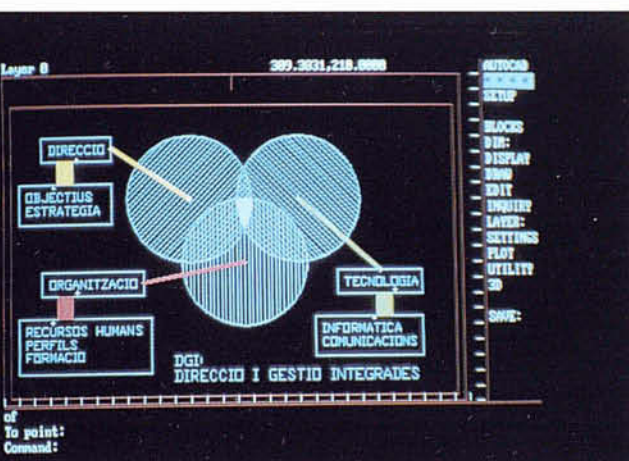 Layer 0
309.3831,218.0000
AUTOCAD
* * * *
SETUP
BLOCKS
DIM:
DISPLAY
DRAW
EDIT
INQUIRY
LAYER:
SETTINGS
PLOT
UTILITY
3D
SAVE:
DIRECCIO
OBJECTIUS
ESTRATEGIA
ORGANITZACIO
RECURSOS HUMANS
PERFILS
FORMACIO
TECNOLOGIA
INFORMATICA
COMUNICACIONS
DGI:
DIRECCIO I GESTIO INTEGRADES
of
To point:
Command: